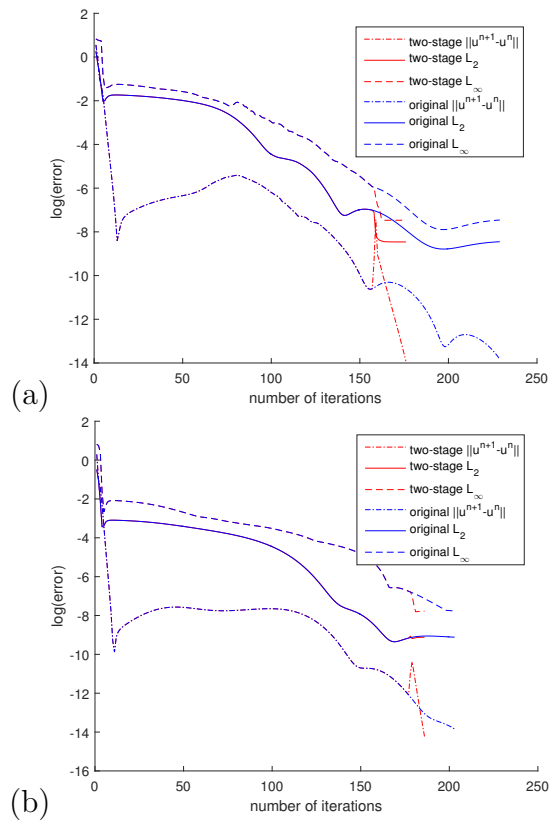 2
0
-2
-4
-6
-8
-10
-12
-14
log(error)
0
50
100
150
200
250
number of iterations
two-stage ||u^{n+1}-u^n||
two-stage L_2
two-stage L_∞
original ||u^{n+1}-u^n||
original L_2
original L_∞
(a)
2
0
-2
-4
-6
-8
-10
-12
-14
-16
log(error)
0
50
100
150
200
250
number of iterations
two-stage ||u^{n+1}-u^n||
two-stage L_2
two-stage L_∞
original ||u^{n+1}-u^n||
original L_2
original L_∞
(b)